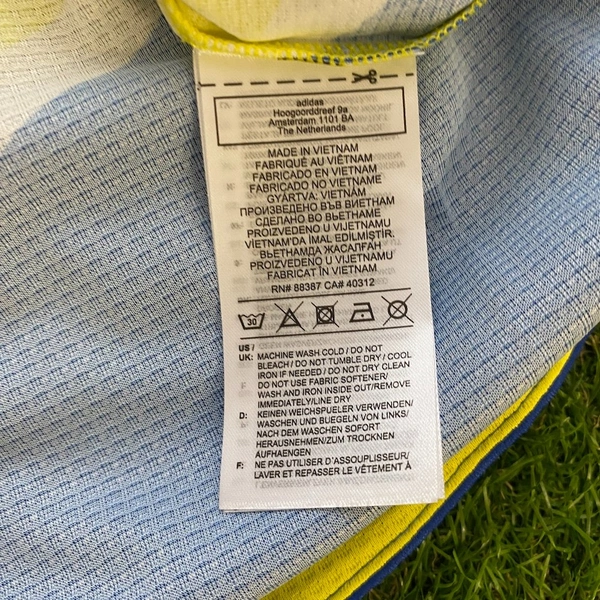 adidas
Hoogoorddreef 9a
Amsterdam 1101 BA
The Netherlands
MADE IN VIETNAM
FABRIQUÉ AU VIÊTNAM
FABRICADO EN VIETNAM
FABRICADO NO VIETNAME
GYÁRTVA: VIETNÁM
ПРОИЗВЕДЕНО ВЪВ ВИЕТНАМ
СДЕЛАНО ВО ВЬЕТНАМЕ
PROIZVEDENO U VIJETNAMU
VIETNAM'DA İMAL EDİLMİŞTİR.
ВЬЕТНАМДА ЖАСАЛҒАН
PROIZVEDENO U VIJETNAMU
FABRICAT ÎN VIETNAM
RN# 88387 CA# 40312
30
US /
UK: MACHINE WASH COLD / DO NOT
BLEACH / DO NOT TUMBLE DRY / COOL
IRON IF NEEDED / DO NOT DRY CLEAN
DO NOT USE FABRIC SOFTENER/
WASH AND IRON INSIDE OUT/REMOVE
IMMEDIATELY/LINE DRY
D: KEINEN WEICHSPUELER VERWENDEN/
WASCHEN UND BUEGELN VON LINKS/
NACH DEM WASCHEN SOFORT
HERAUSNEHMEN/ZUM TROCKNEN
AUFHAENGEN
F: NE PAS UTILISER D'ASSOUPLISSEUR/
LAVER ET REPASSER LE VÊTEMENT À